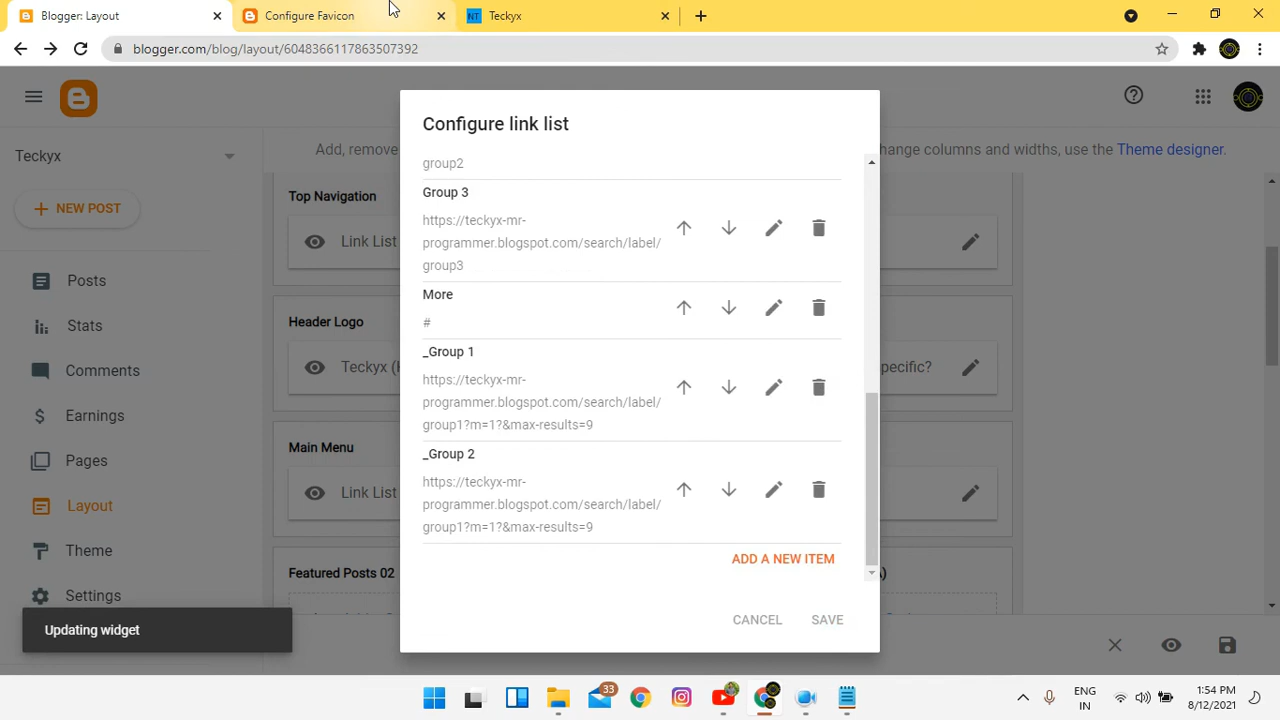 Blogger: Layout
Configure Favicon
NT
Teckyx
blogger.com/blog/layout/6048366117863507392
Teckyx
NEW POST
Posts
Stats
Comments
Earnings
Pages
Layout
Theme
Settings
Add, remove
change columns and widths, use the Theme designer.
Top Navigation
Link List
Header Logo
Teckyx (
specific?
Main Menu
Link List
Featured Posts 02
Configure link list
group2
Group 3
https://teckyx-mr-
programmer.blogspot.com/search/label/
group3
More
#
_Group 1
https://teckyx-mr-
programmer.blogspot.com/search/label/
group1?m=1?&max-results=9
_Group 2
https://teckyx-mr-
programmer.blogspot.com/search/label/
group1?m=1?&max-results=9
ADD A NEW ITEM
CANCEL
SAVE
Updating widget
33
ENG
IN
1:54 PM
8/12/2021